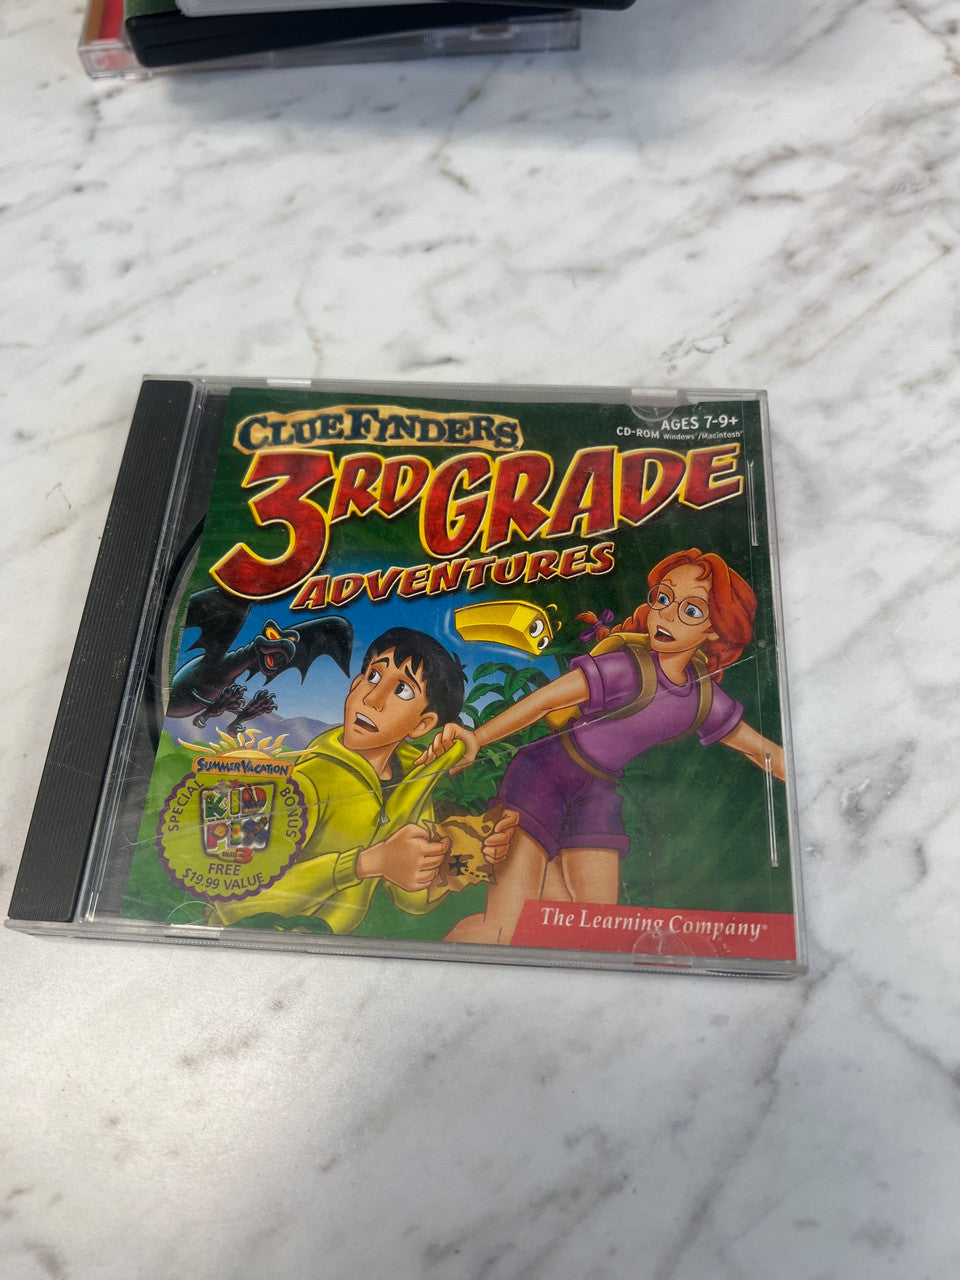 CLUEFINDERS
AGES 7-9+
CD-ROM Windows®/Macintosh®
3RD GRADE
ADVENTURES
SUMMER VACATION
SPECIAL BONUS
KID
PIX
FREE
$19.99 VALUE
The Learning Company®